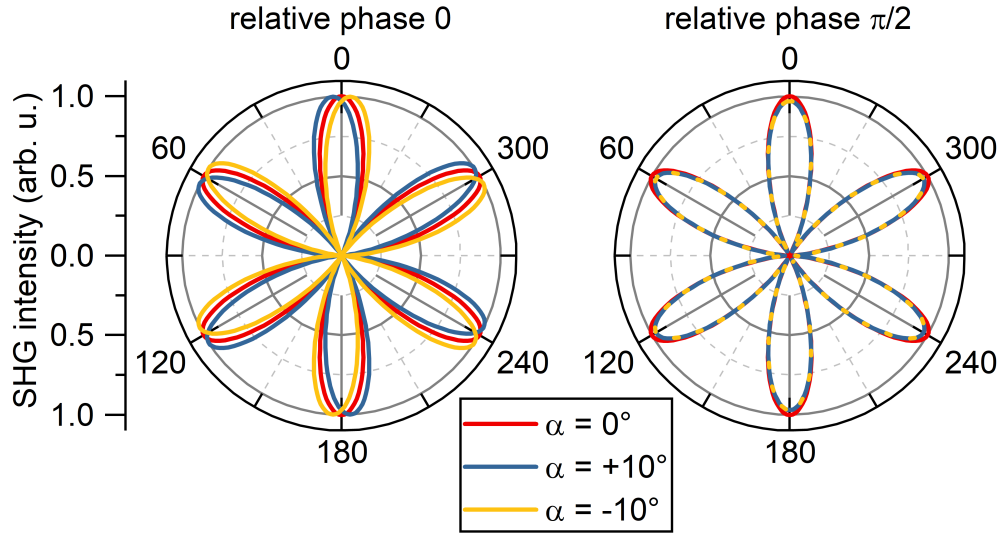 relative phase 0
relative phase π/2
0
0
SHG intensity (arb. u.)
1.0
0.5
0.0
0.5
1.0
60
300
60
300
120
240
120
240
180
180
α = 0°
α = +10°
α = -10°